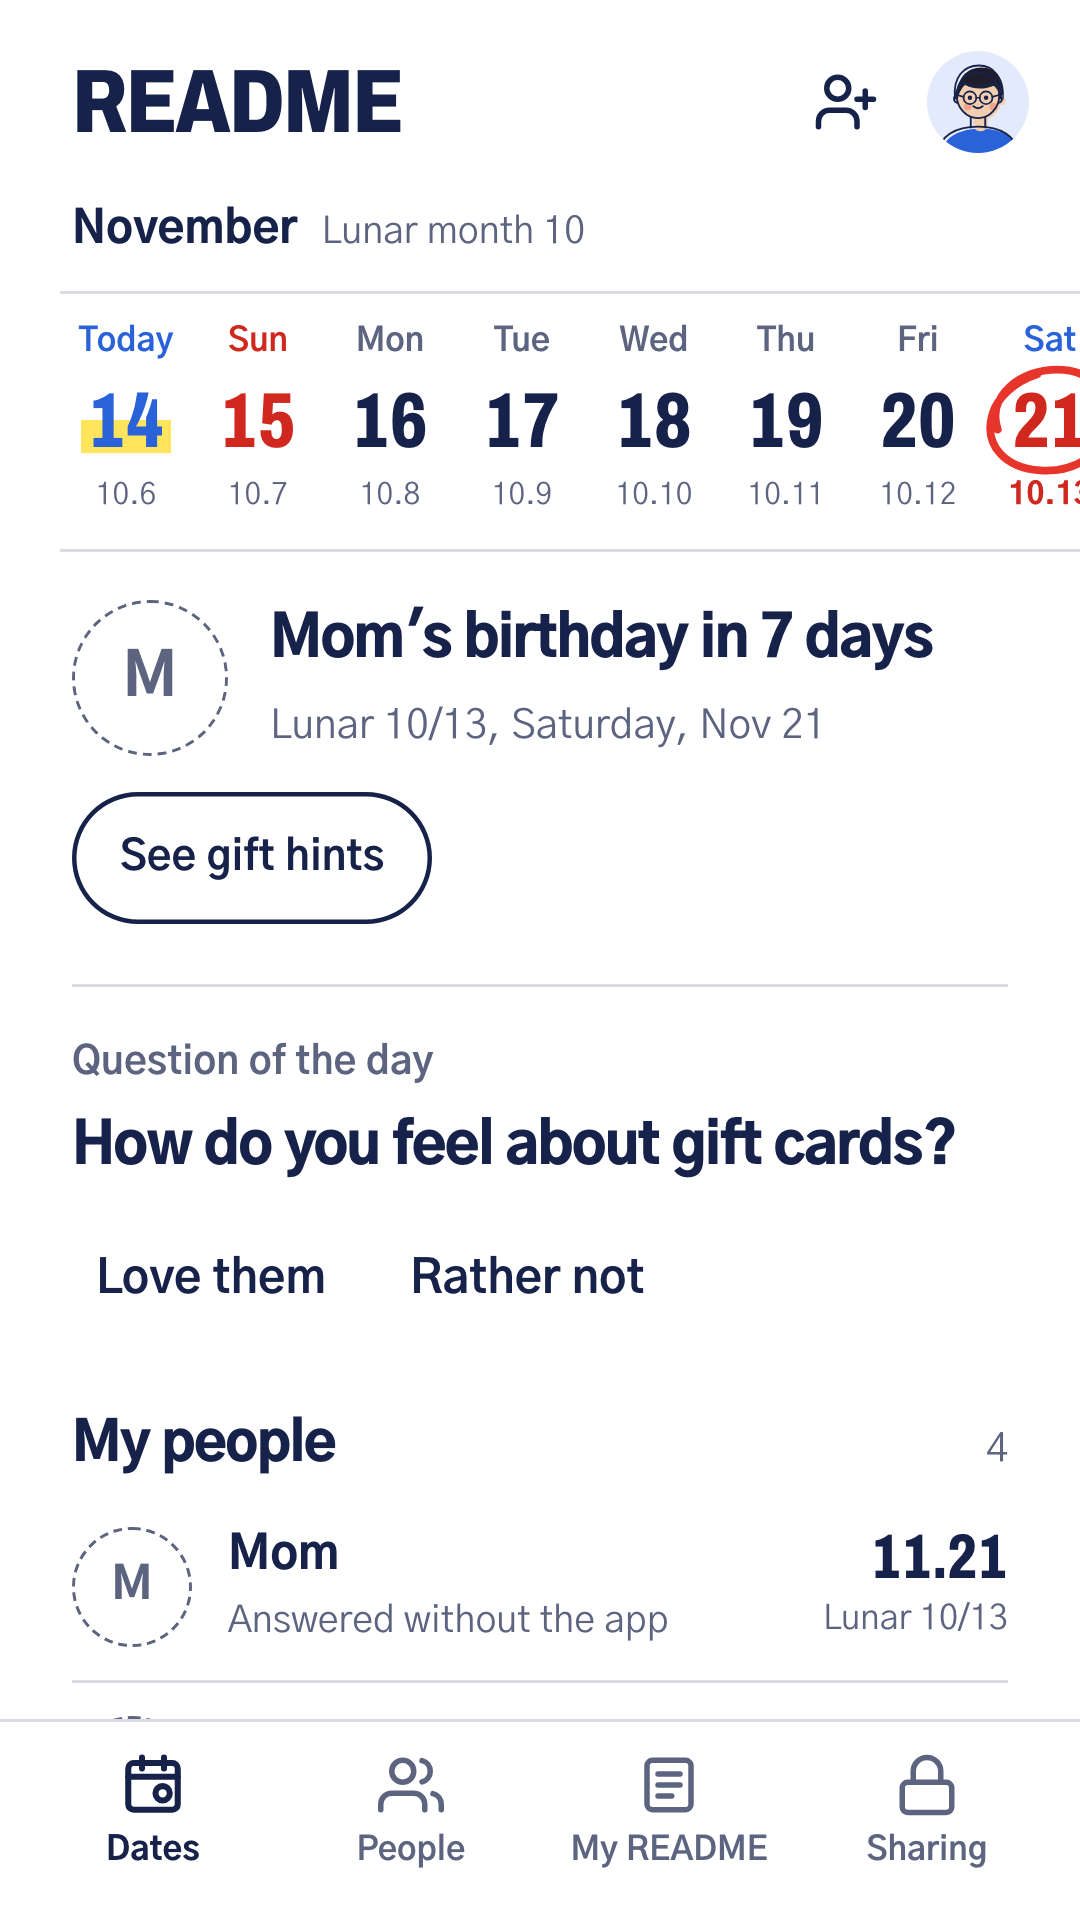 README
November Lunar month 10
Today Sun Mon Tue Wed Thu Fri Sat
14 15 16 17 18 19 20 21
10.6 10.7 10.8 10.9 10.10 10.11 10.12 10.13
M
Mom's birthday in 7 days
Lunar 10/13, Saturday, Nov 21
See gift hints
Question of the day
How do you feel about gift cards?
Love them Rather not
My people 4
M
Mom 11.21
Answered without the app Lunar 10/13
Dates People My README Sharing